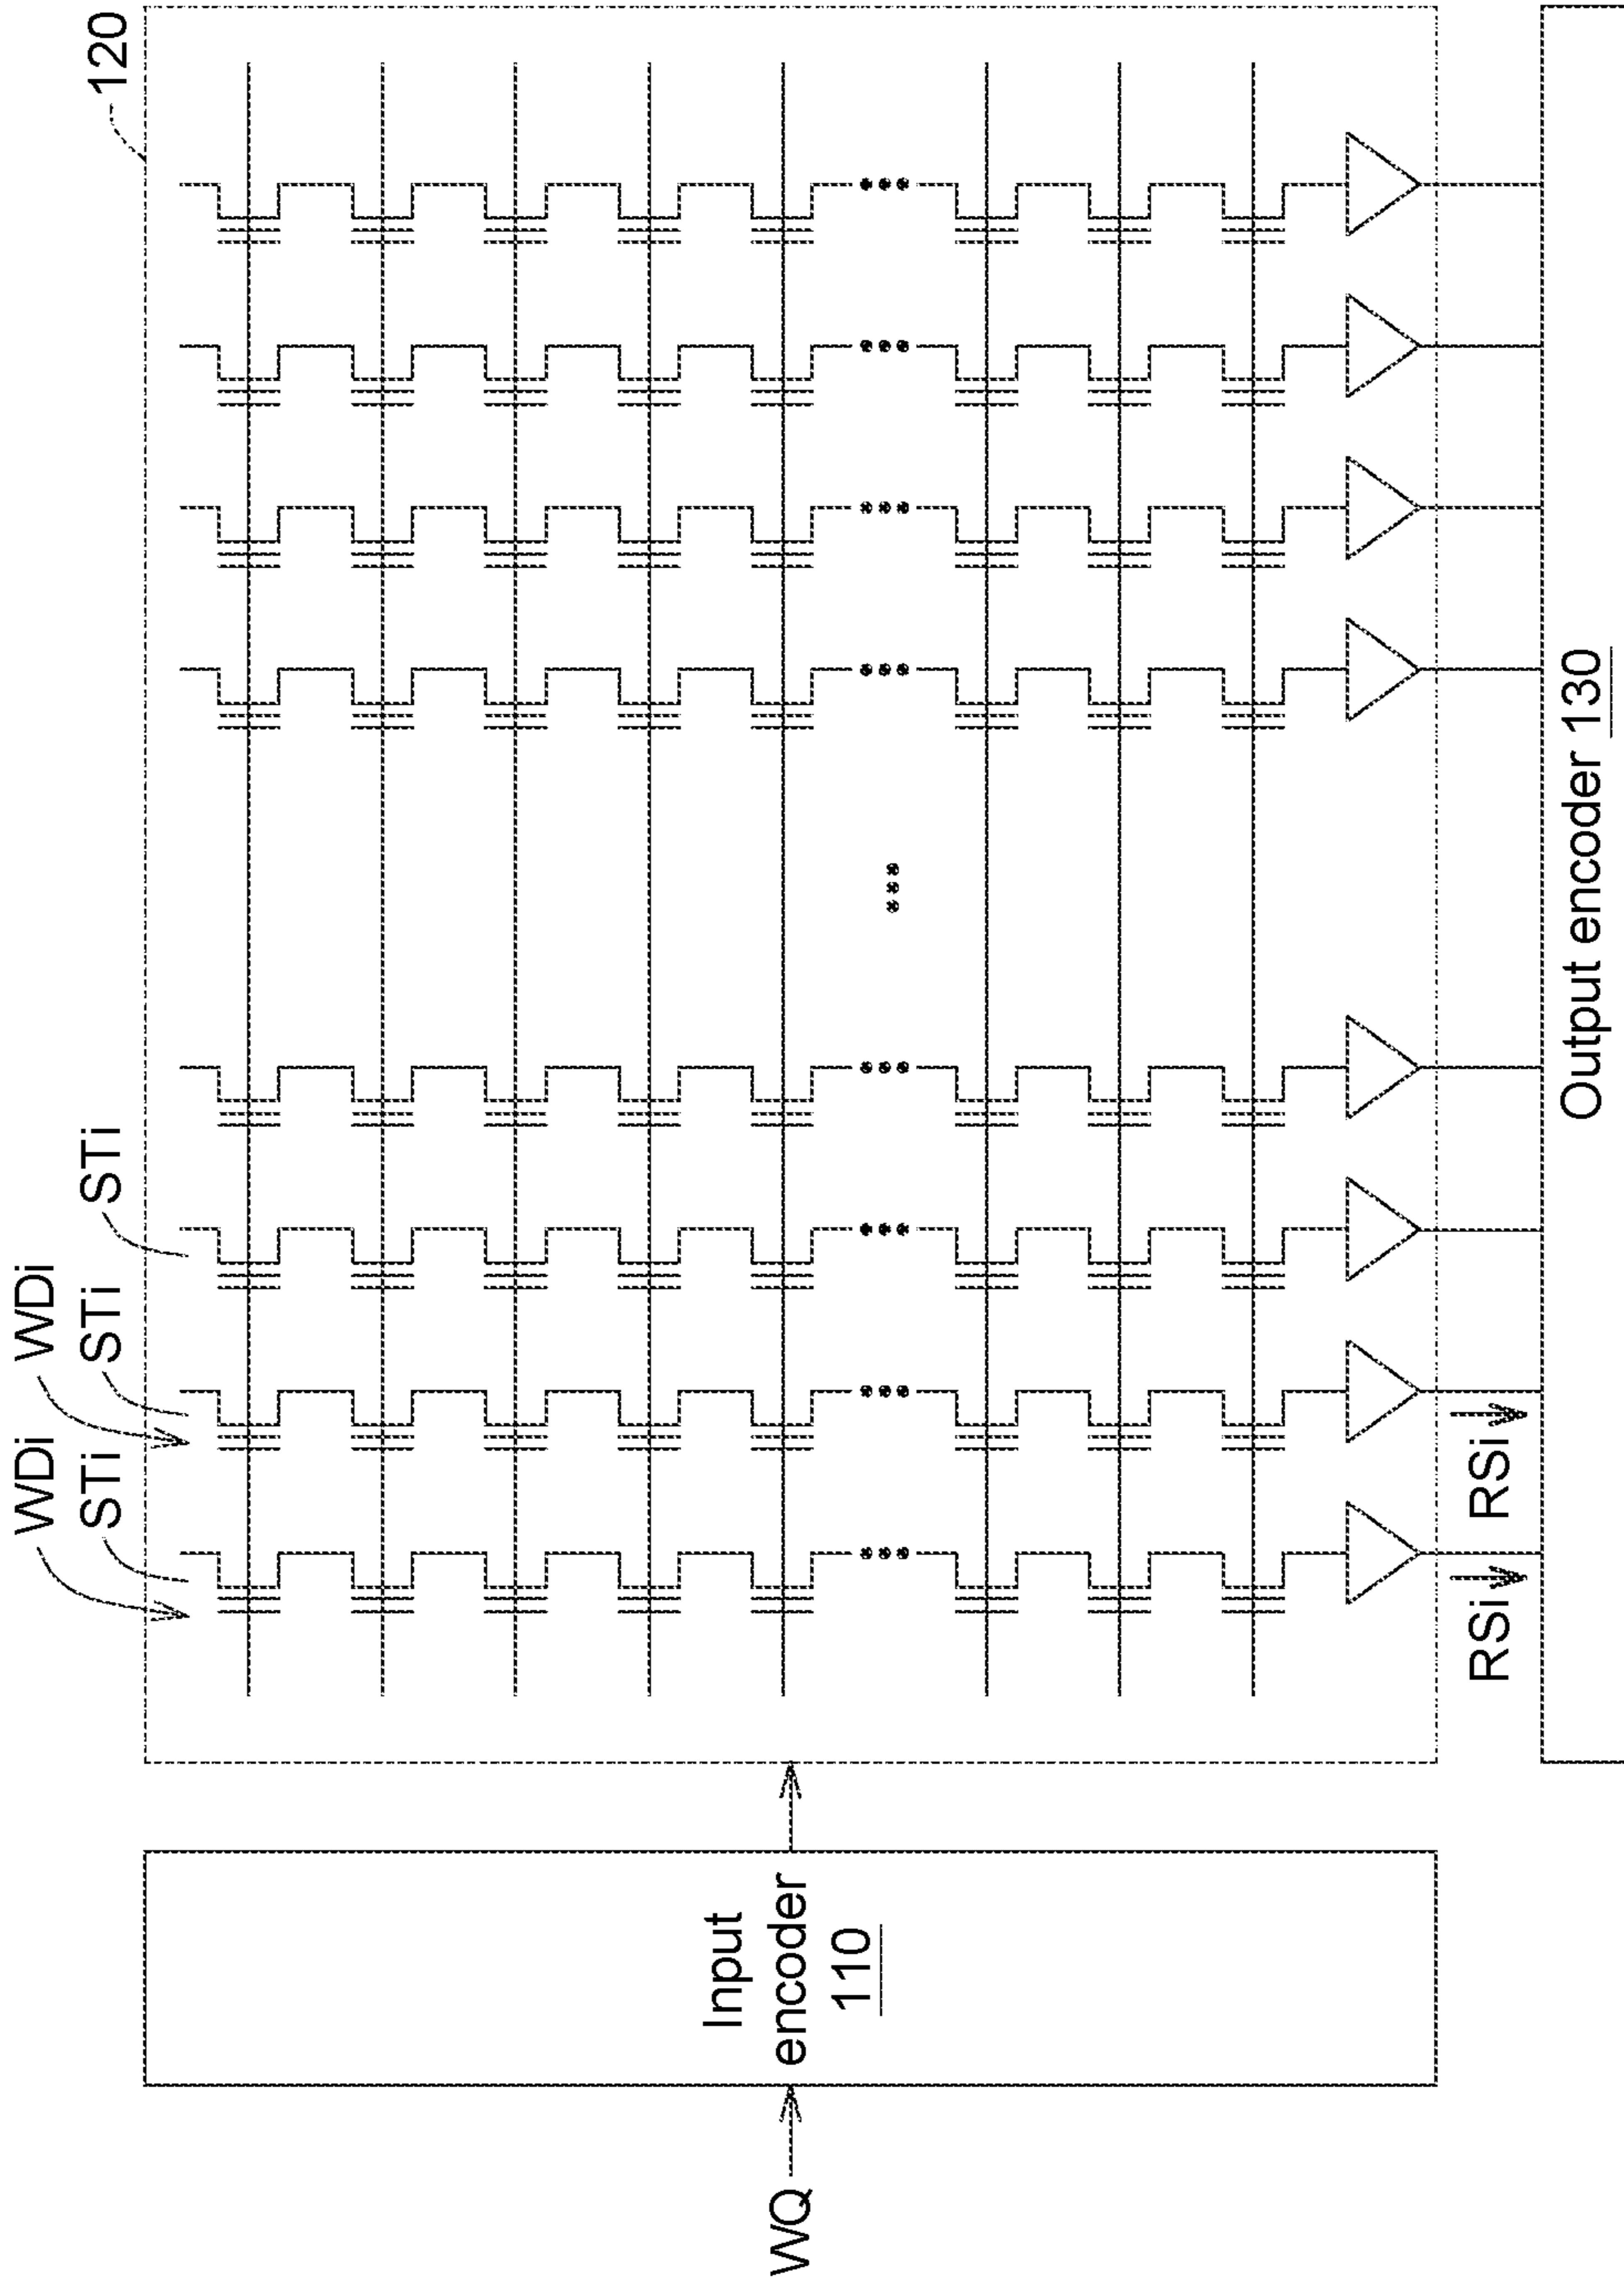 WDi
WDi
STi
STi
STi
120
WQ
Input
encoder
110
RSi
RSi
Output encoder 130